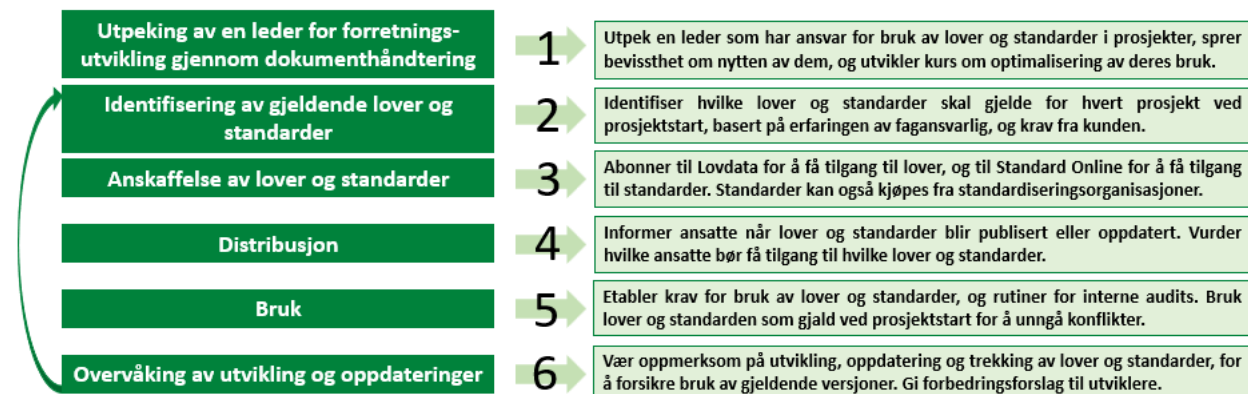 Utpeking av en leder for forretnings-
utvikling gjennom dokumenthåndtering
1
Utpek en leder som har ansvar for bruk av lover og standarder i prosjekter, sprer
bevissthet om nytten av dem, og utvikler kurs om optimalisering av deres bruk.
Identifisering av gjeldende lover og
standarder
2
Identifiser hvilke lover og standarder skal gjelde for hvert prosjekt ved
prosjektstart, basert på erfaringen av fagansvarlig, og krav fra kunden.
Anskaffelse av lover og standarder
3
Abonner til Lovdata for å få tilgang til lover, og til Standard Online for å få tilgang
til standarder. Standarder kan også kjøpes fra standardiseringsorganisasjoner.
Distribusjon
4
Informer ansatte når lover og standarder blir publisert eller oppdatert. Vurder
hvilke ansatte bør få tilgang til hvilke lover og standarder.
Bruk
5
Etabler krav for bruk av lover og standarder, og rutiner for interne audits. Bruk
lover og standarden som gjald ved prosjektstart for å unngå konflikter.
Overvåking av utvikling og oppdateringer
6
Vær oppmerksom på utvikling, oppdatering og trekking av lover og standarder, for
å forsikre bruk av gjeldende versjoner. Gi forbedringsforslag til utviklere.